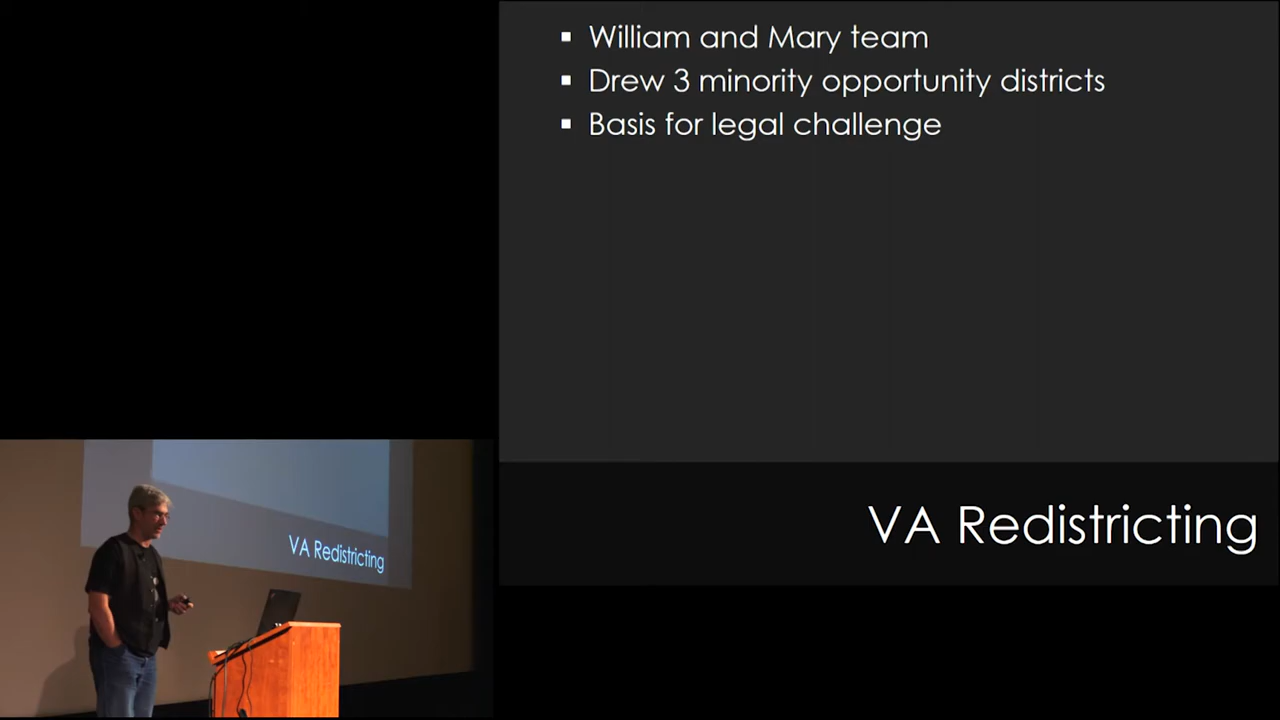 ▪ William and Mary team
▪ Drew 3 minority opportunity districts
▪ Basis for legal challenge
VA Redistricting
VA Redistricting